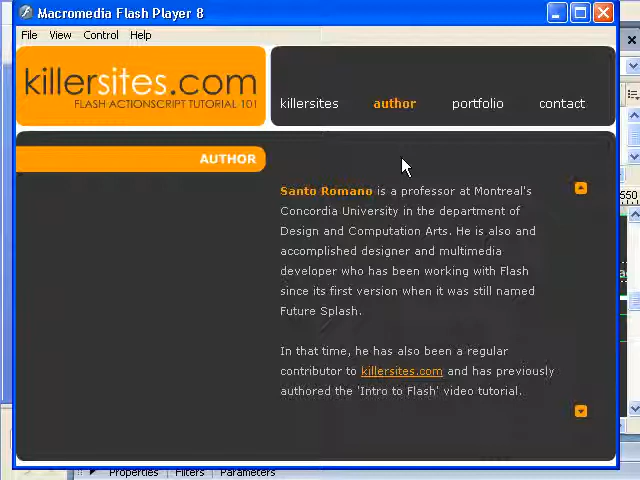 Macromedia Flash Player 8
File View Control Help
killersites.com
FLASH ACTIONSCRIPT TUTORIAL 101
killersites author portfolio contact
AUTHOR
Santo Romano is a professor at Montreal's
Concordia University in the department of
Design and Computation Arts. He is also and
accomplished designer and multimedia
developer who has been working with Flash
since its first version when it was still named
Future Splash.
In that time, he has also been a regular
contributor to killersites.com and has previously
authored the 'Intro to Flash' video tutorial.
550
Properties Filters Parameters